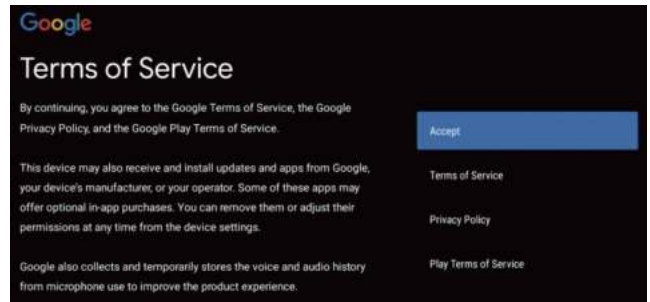 Google
Terms of Service
By continuing, you agree to the Google Terms of Service, the Google
Privacy Policy, and the Google Play Terms of Service.
This device may also receive and install updates and apps from Google,
your device's manufacturer, or your operator. Some of these apps may
offer optional in-app purchases. You can remove them or adjust their
permissions at any time from the device settings.
Google also collects and temporarily stores the voice and audio history
from microphone use to improve the product experience.
Accept
Terms of Service
Privacy Policy
Play Terms of Service